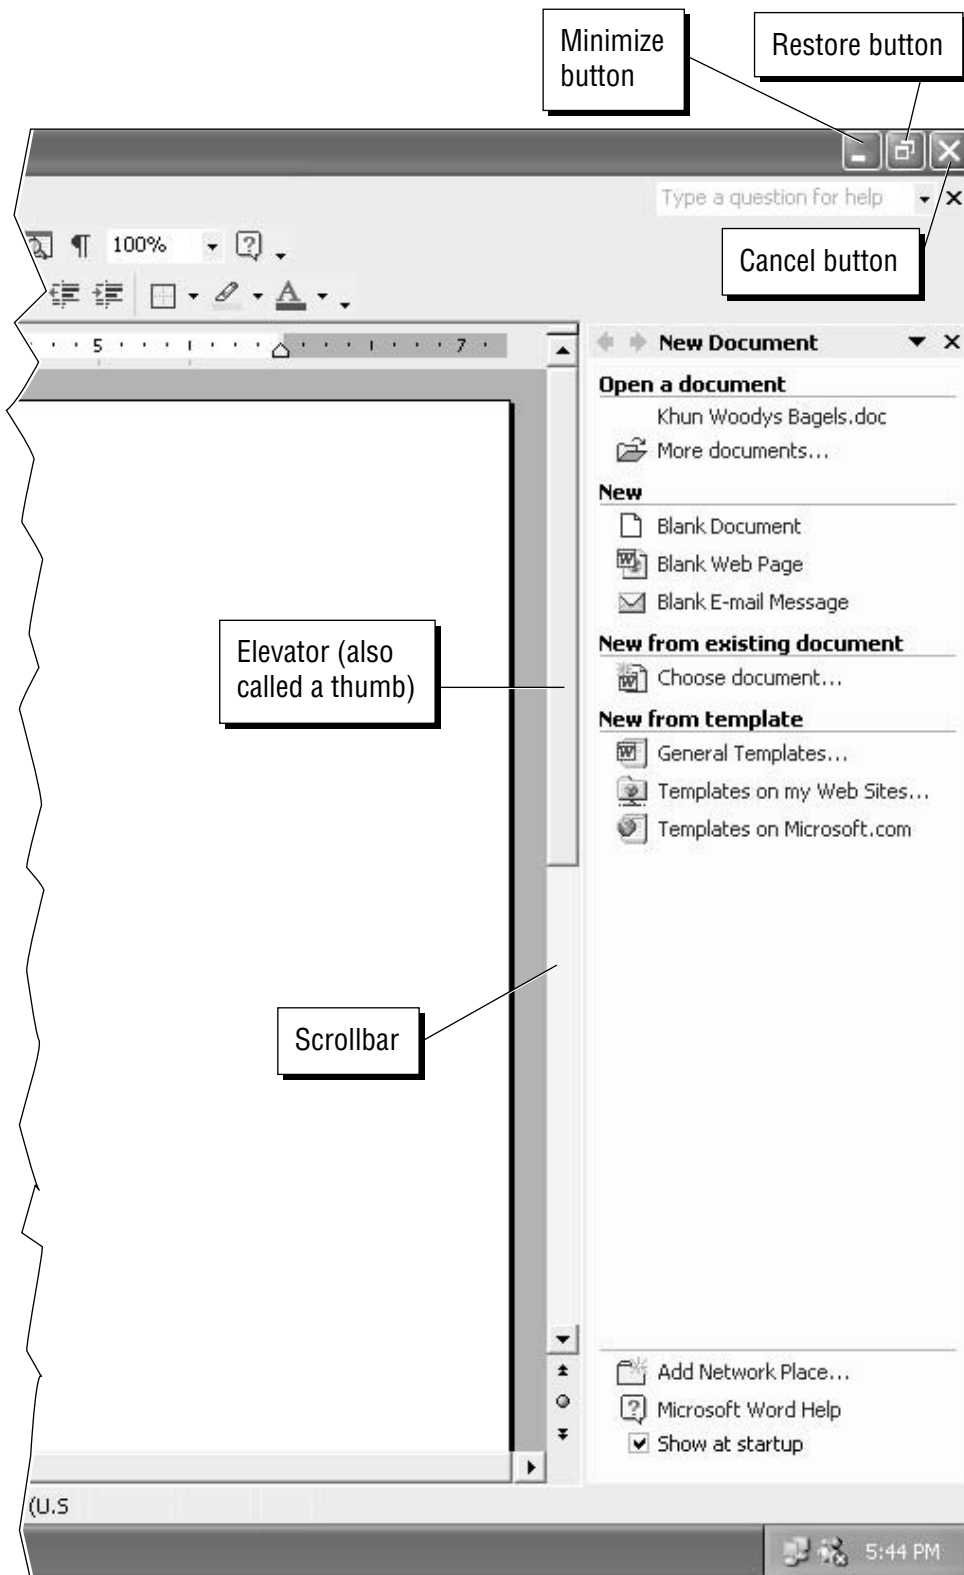 Minimize
button
Restore button
Type a question for help
100%
Cancel button
5 7
New Document
Open a document
Khun Woodys Bagels.doc
More documents...
New
Blank Document
Blank Web Page
Blank E-mail Message
Elevator (also
called a thumb)
New from existing document
Choose document...
New from template
General Templates...
Templates on my Web Sites...
Templates on Microsoft.com
Scrollbar
Add Network Place...
Microsoft Word Help
Show at startup
(U.S
5:44 PM